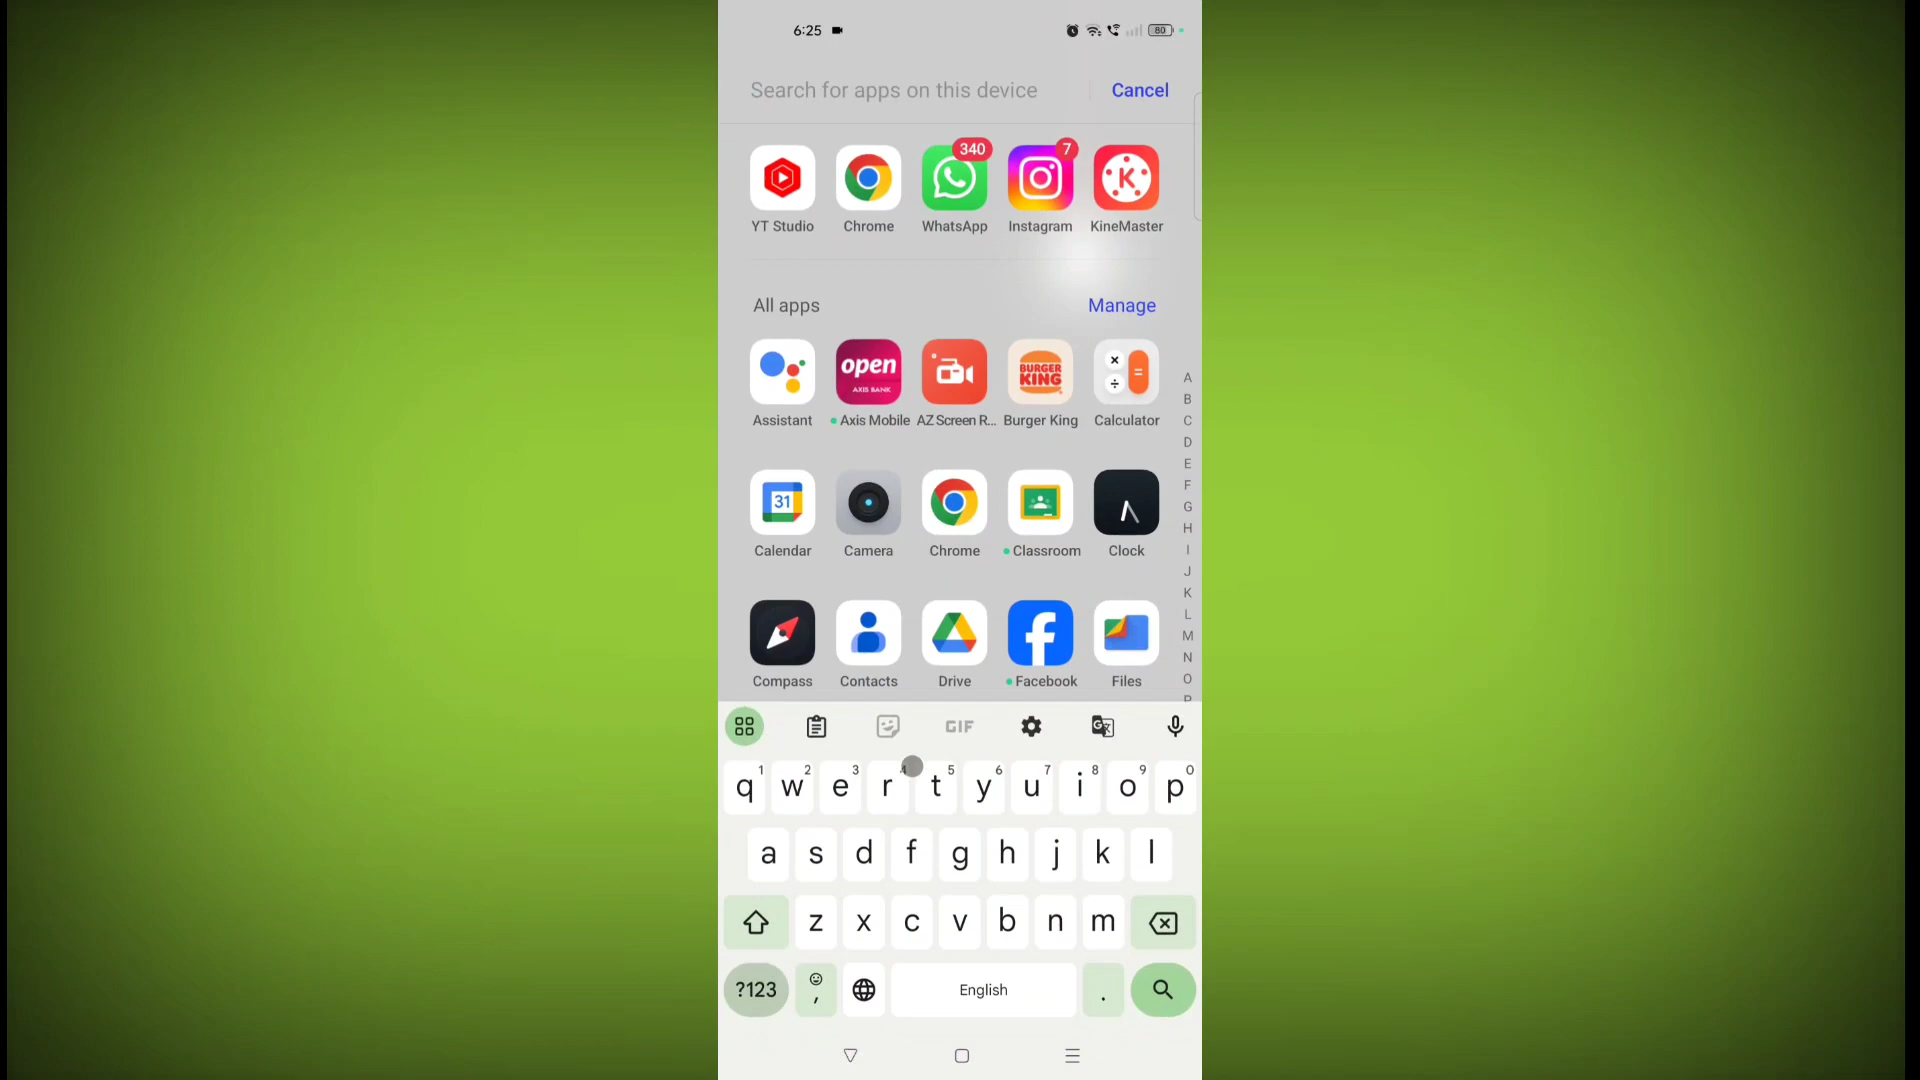 6:25 80
Search for apps on this device Cancel
340 7
K
YT Studio Chrome WhatsApp Instagram KineMaster
All apps Manage
open
AXIS BANK
BURGER
KING
Assistant Axis Mobile AZ Screen R... Burger King Calculator
31
Calendar Camera Chrome Classroom Clock
Compass Contacts Drive Facebook Files
A
B
C
D
E
F
G
H
I
J
K
L
M
N
O
P
GIF
1 2 3 4 5 6 7 8 9 0
q w e r t y u i o p
a s d f g h j k l
z x c v b n m
?123 , English .